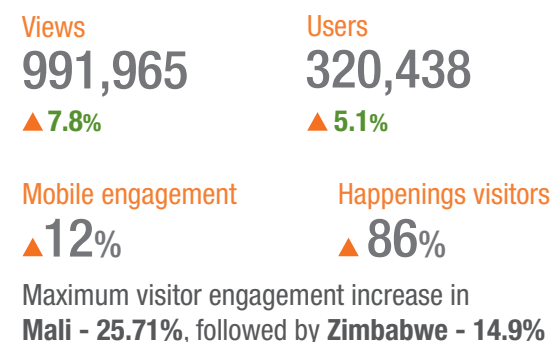 Views
991,965
▲ 7.8%
Users
320,438
▲ 5.1%
Mobile engagement
▲12%
Happenings visitors
▲ 86%
Maximum visitor engagement increase in
Mali - 25.71%, followed by Zimbabwe - 14.9%